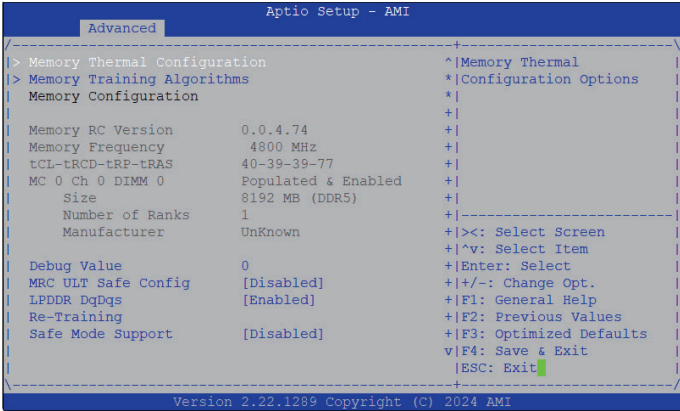 Aptio Setup - AMI
Advanced
/----------------------------------------------------+-------------------------\
|> Memory Thermal Configuration ^|Memory Thermal |
|> Memory Training Algorithms *|Configuration Options |
| Memory Configuration *| |
| +| |
| Memory RC Version 0.0.4.74 +| |
| Memory Frequency 4800 MHz +| |
| tCL-tRCD-tRP-tRAS 40-39-39-77 +| |
| MC 0 Ch 0 DIMM 0 Populated & Enabled +| |
| Size 8192 MB (DDR5) +| |
| Number of Ranks 1 +|-------------------------|
| Manufacturer UnKnown +|><: Select Screen |
| +|^v: Select Item |
| Debug Value 0 +|Enter: Select |
| MRC ULT Safe Config [Disabled] +|+/-: Change Opt. |
| LPDDR DqDqs [Enabled] +|F1: General Help |
| Re-Training +|F2: Previous Values |
| Safe Mode Support [Disabled] +|F3: Optimized Defaults |
| v|F4: Save & Exit |
| |ESC: Exit |
\----------------------------------------------------+-------------------------/
Version 2.22.1289 Copyright (C) 2024 AMI